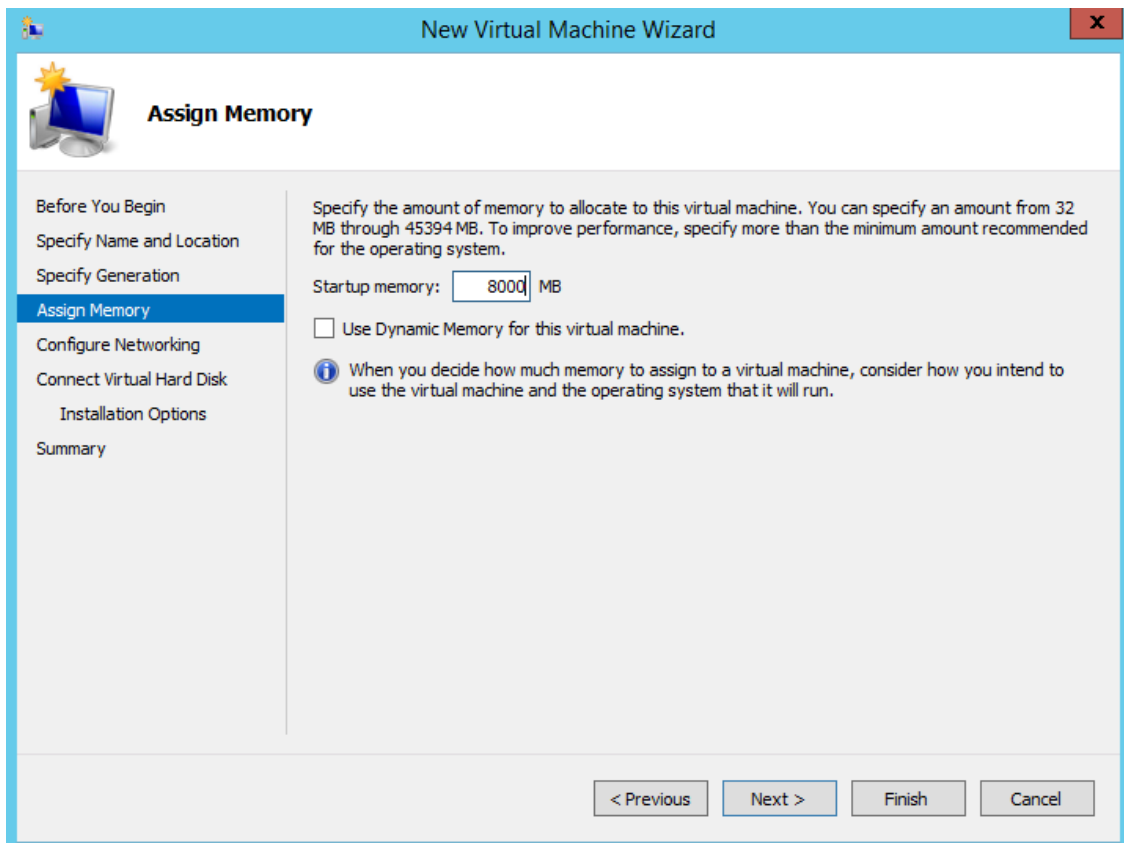 New Virtual Machine Wizard
x
Assign Memory
Before You Begin
Specify Name and Location
Specify Generation
Assign Memory
Configure Networking
Connect Virtual Hard Disk
Installation Options
Summary
Specify the amount of memory to allocate to this virtual machine. You can specify an amount from 32
MB through 45394 MB. To improve performance, specify more than the minimum amount recommended
for the operating system.
Startup memory: 8000 MB
Use Dynamic Memory for this virtual machine.
When you decide how much memory to assign to a virtual machine, consider how you intend to
use the virtual machine and the operating system that it will run.
< Previous Next > Finish Cancel